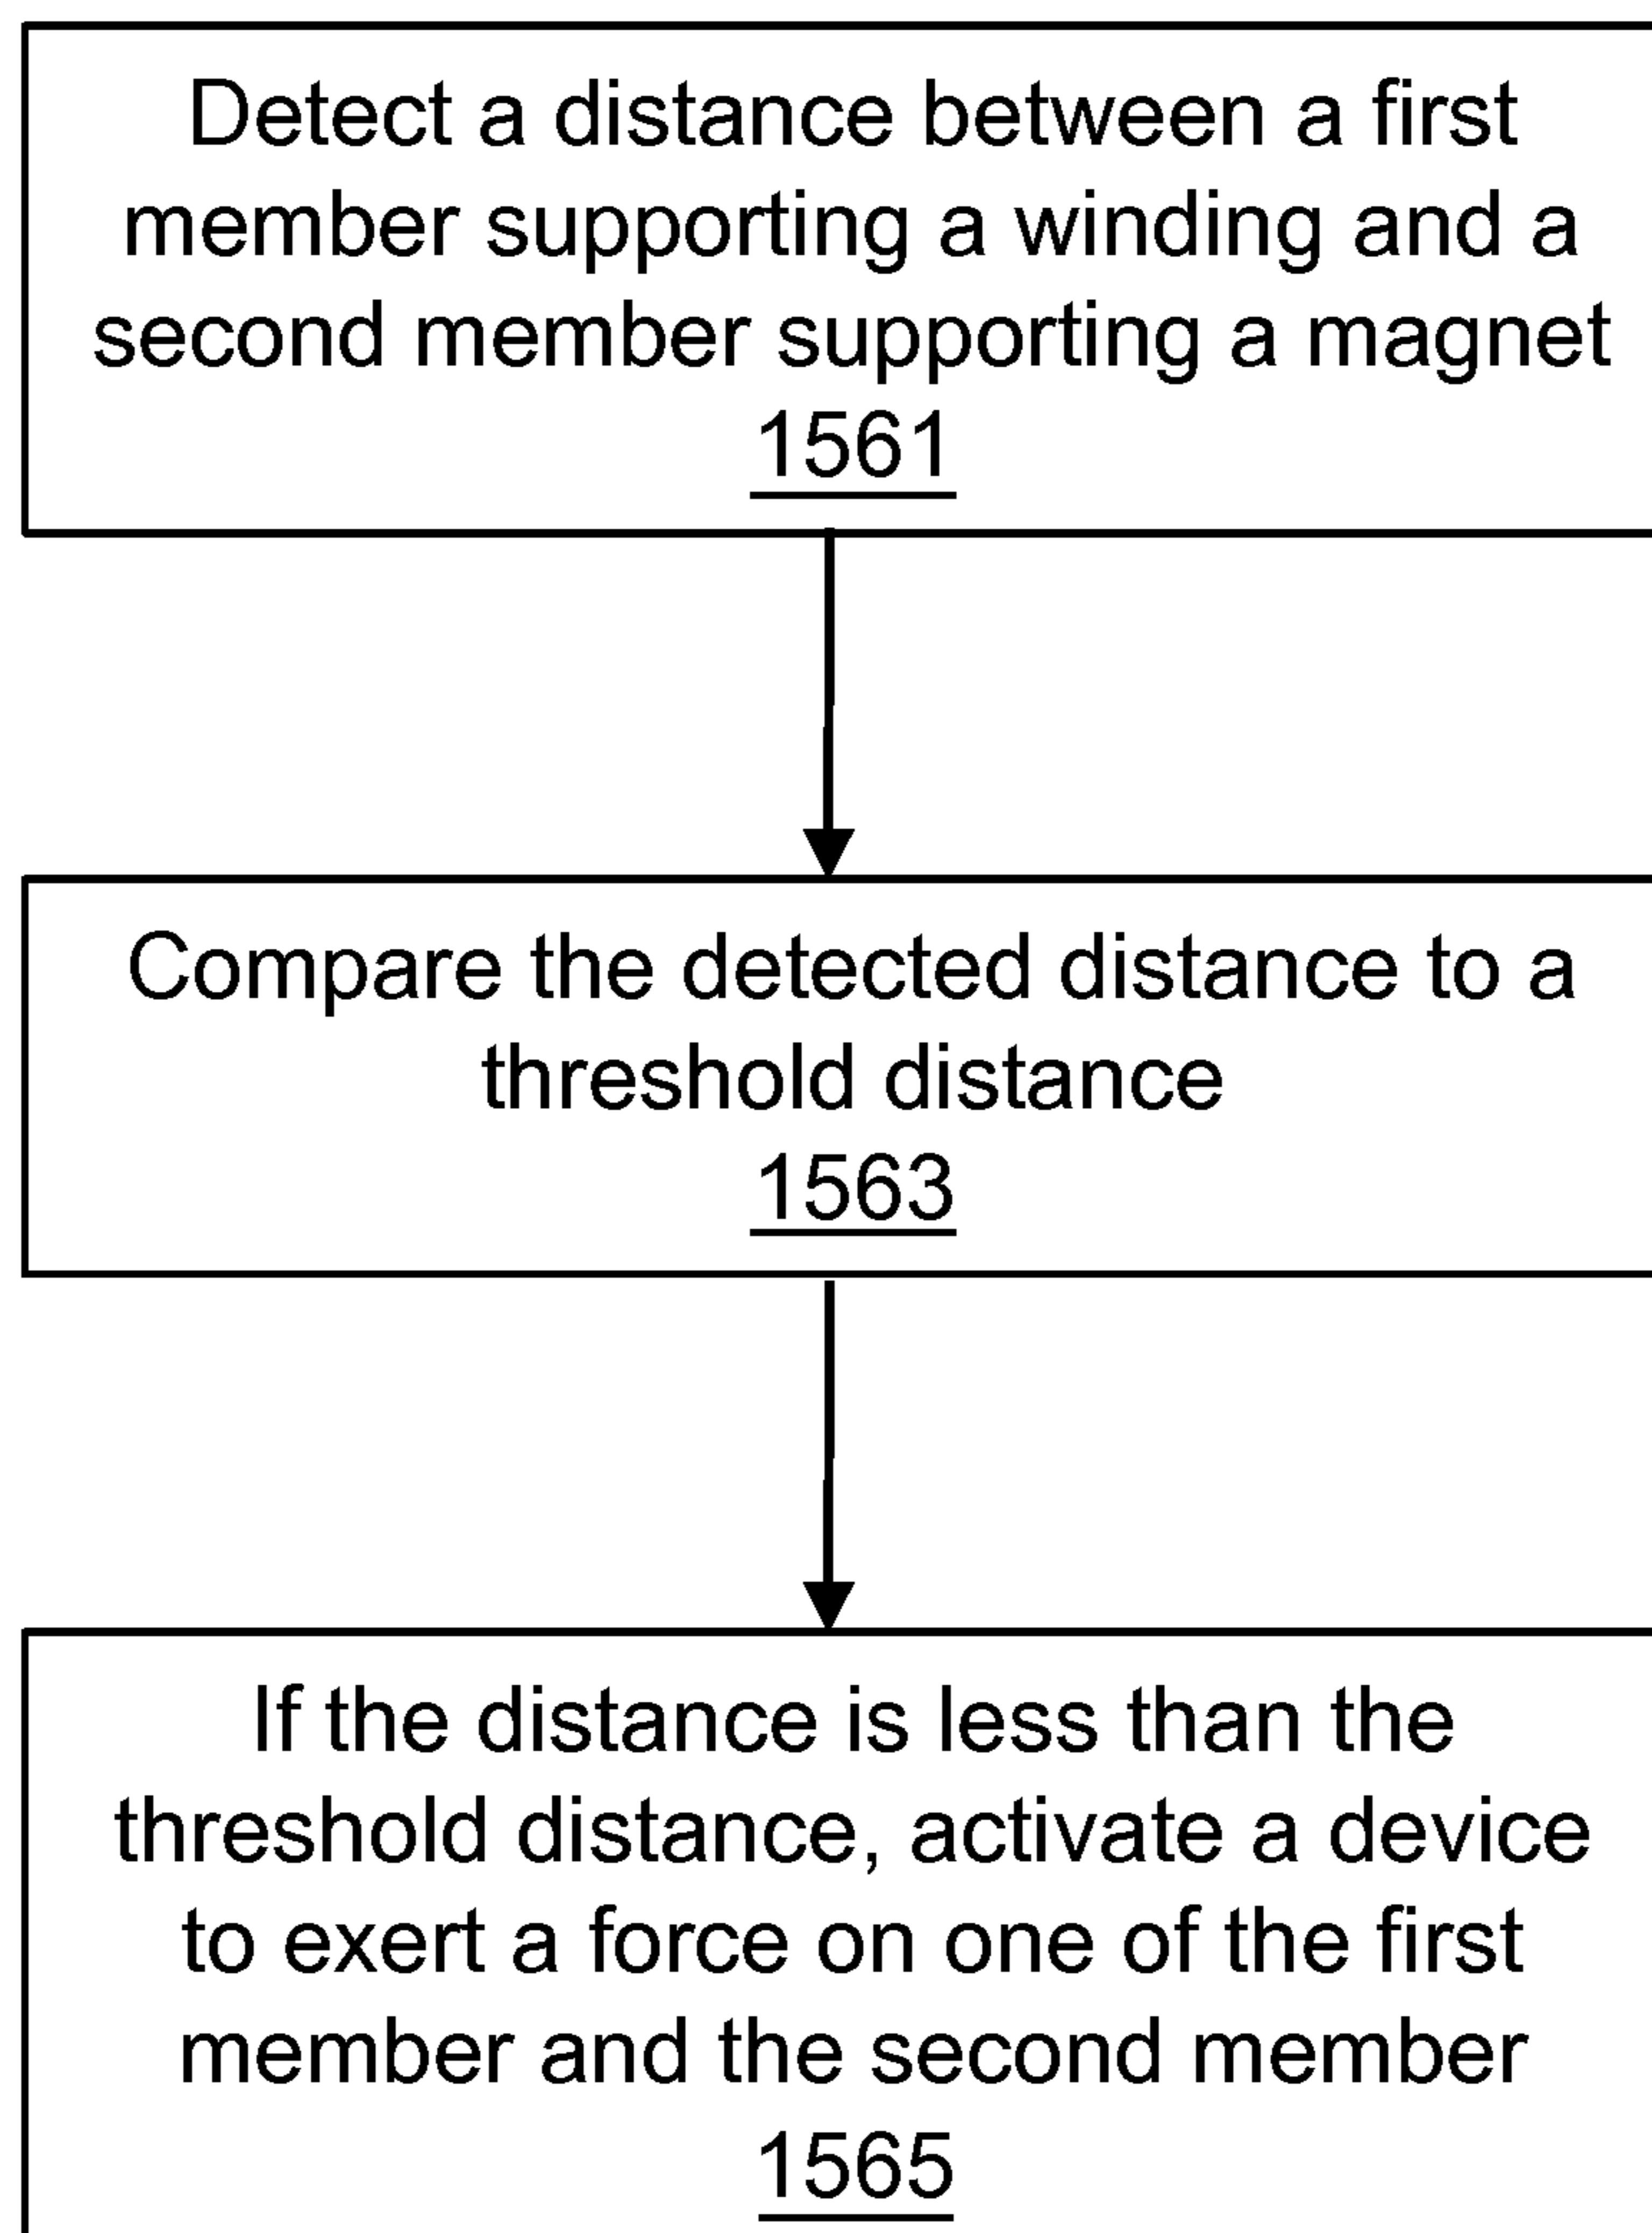 Detect a distance between a first
member supporting a winding and a
second member supporting a magnet
1561
Compare the detected distance to a
threshold distance
1563
If the distance is less than the
threshold distance, activate a device
to exert a force on one of the first
member and the second member
1565